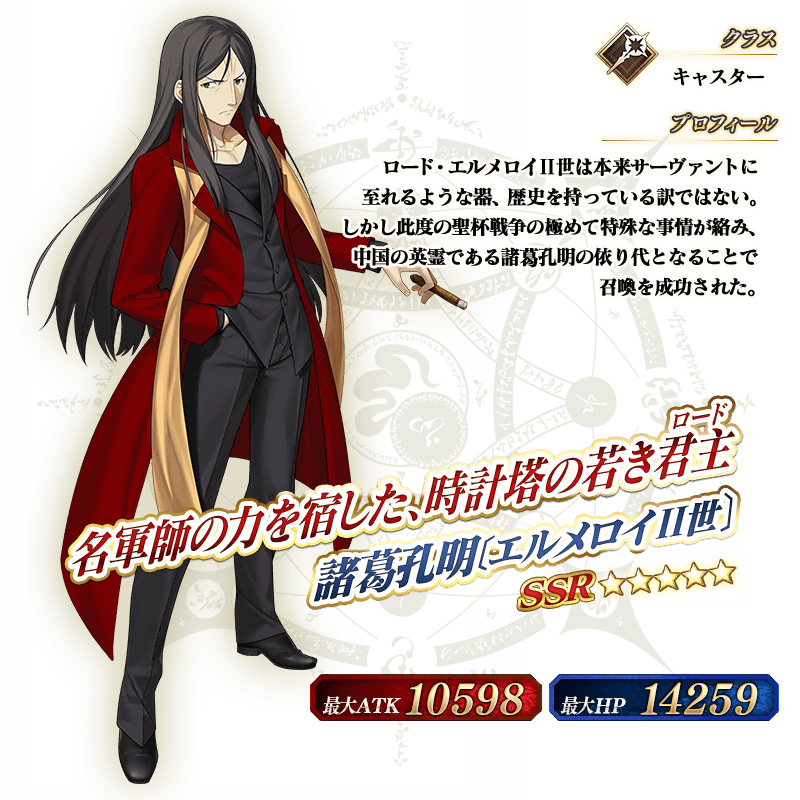 クラス
キャスター
プロフィール
ロード・エルメロイⅡ世は本来サーヴァントに
至れるような器、歴史を持っている訳ではない。
しかし此度の聖杯戦争の極めて特殊な事情が絡み、
中国の英霊である諸葛孔明の依り代となることで
召喚を成功された。
ロード
名軍師の力を宿した、時計塔の若き君主
諸葛孔明〔エルメロイⅡ世〕
SSR ☆☆☆☆☆
最大ATK 10598
最大HP 14259